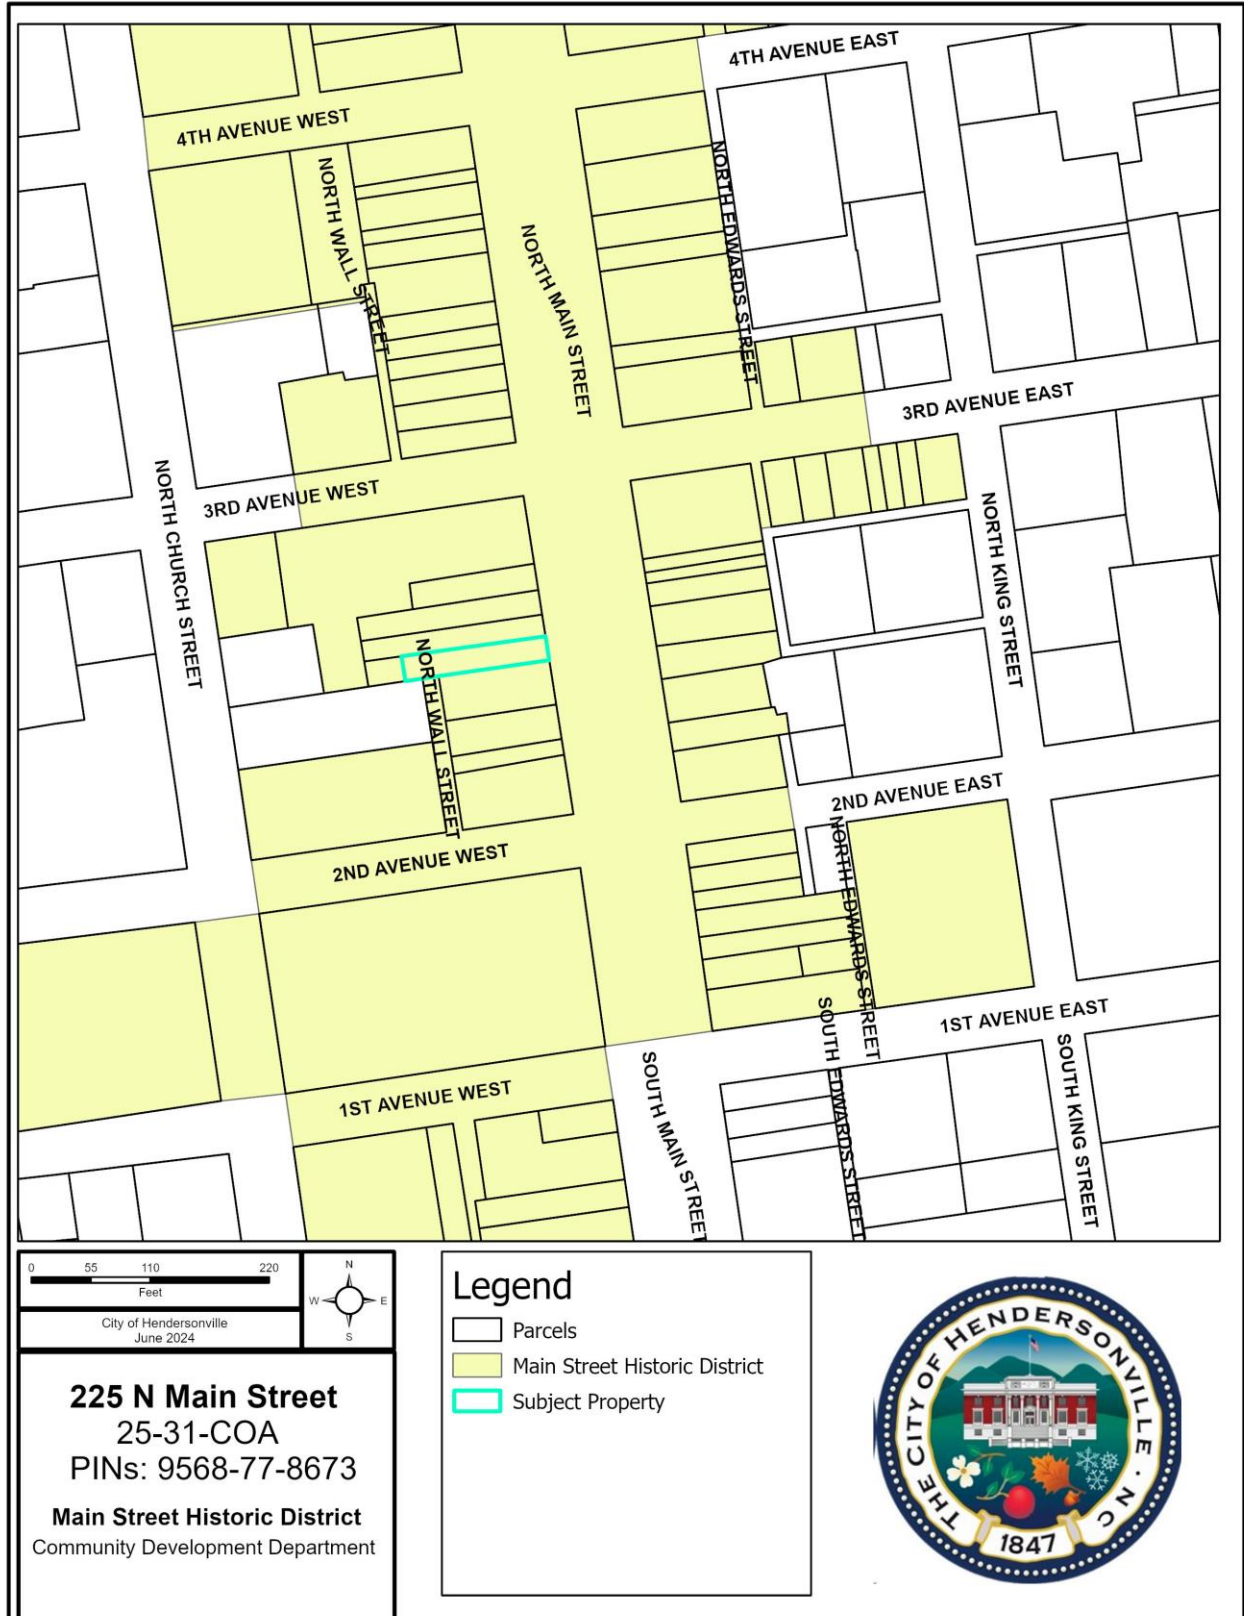 4TH AVENUE EAST
4TH AVENUE WEST
NORTH WALL STREET
NORTH EDWARDS STREET
NORTH MAIN STREET
3RD AVENUE EAST
NORTH CHURCH STREET
3RD AVENUE WEST
NORTH KING STREET
NORTH WALL STREET
2ND AVENUE EAST
2ND AVENUE WEST
NORTH EDWARDS STREET
SOUTH EDWARDS STREET
1ST AVENUE EAST
SOUTH KING STREET
SOUTH MAIN STREET
1ST AVENUE WEST
0 55 110 220
Feet
City of Hendersonville
June 2024
N
W E
S
225 N Main Street
25-31-COA
PINs: 9568-77-8673
Main Street Historic District
Community Development Department
Legend
Parcels
Main Street Historic District
Subject Property
THE CITY OF HENDERSONVILLE · NC
1847